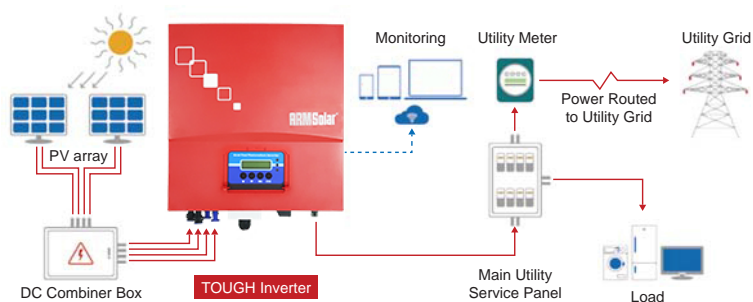 Monitoring
Utility Meter
Utility Grid
ARMSolar
PV array
Power Routed
to Utility Grid
DC Combiner Box
TOUGH Inverter
Main Utility
Service Panel
Load